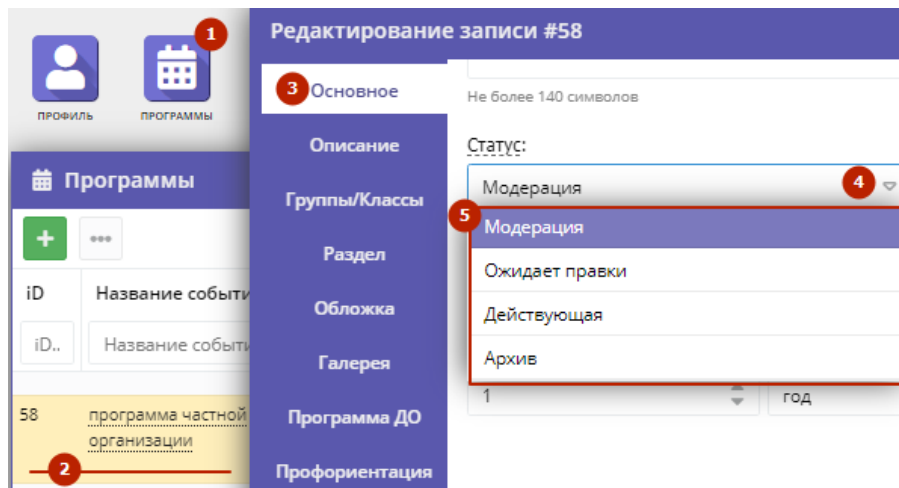 1
ПРОФИЛЬ
ПРОГРАММЫ
Программы
+
iD
Название событи
iD..
Название событи
58
программа частной
организации
2
Редактирование записи #58
3
Основное
Описание
Группы/Классы
Раздел
Обложка
Галерея
Программа ДО
Профориентация
Не более 140 символов
Статус:
Модерация
4
5
Модерация
Ожидает правки
Действующая
Архив
1
год